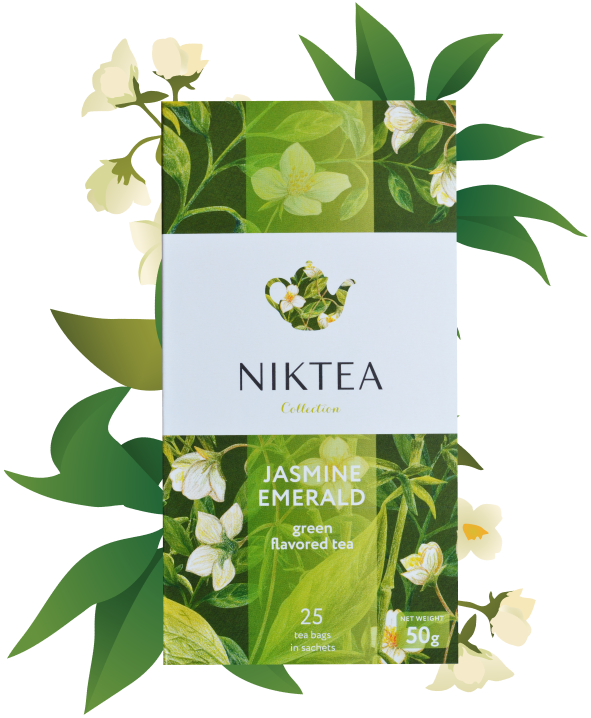 NIKTEA
Collection
JASMINE
EMERALD
green
flavored tea
25
tea bags
in sachets
NET WEIGHT
50g